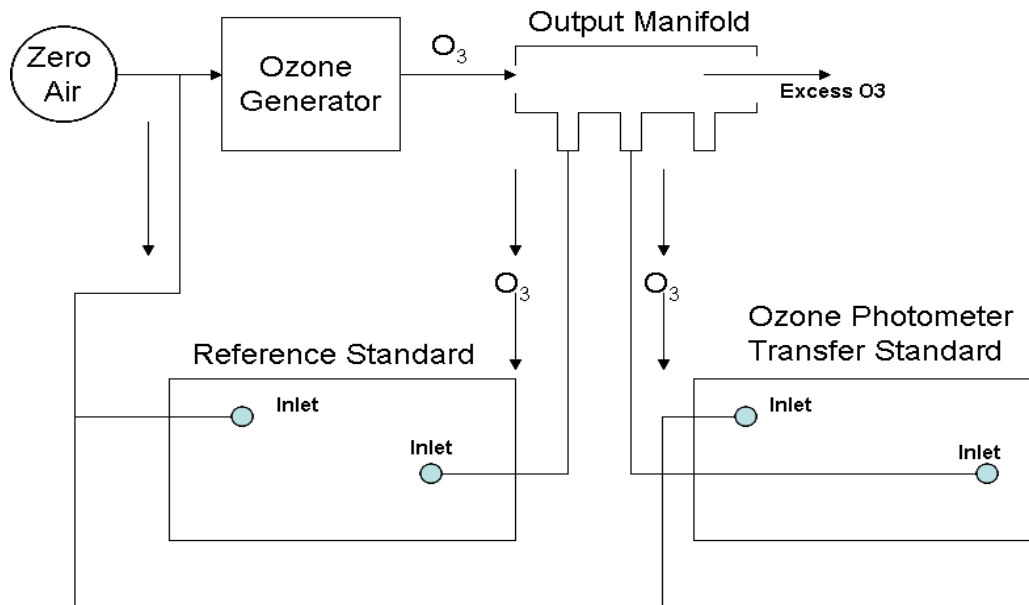 Output Manifold
Zero
Air
Ozone
Generator
O₃
Excess O3
O₃
O₃
Reference Standard
Ozone Photometer
Transfer Standard
Inlet
Inlet
Inlet
Inlet